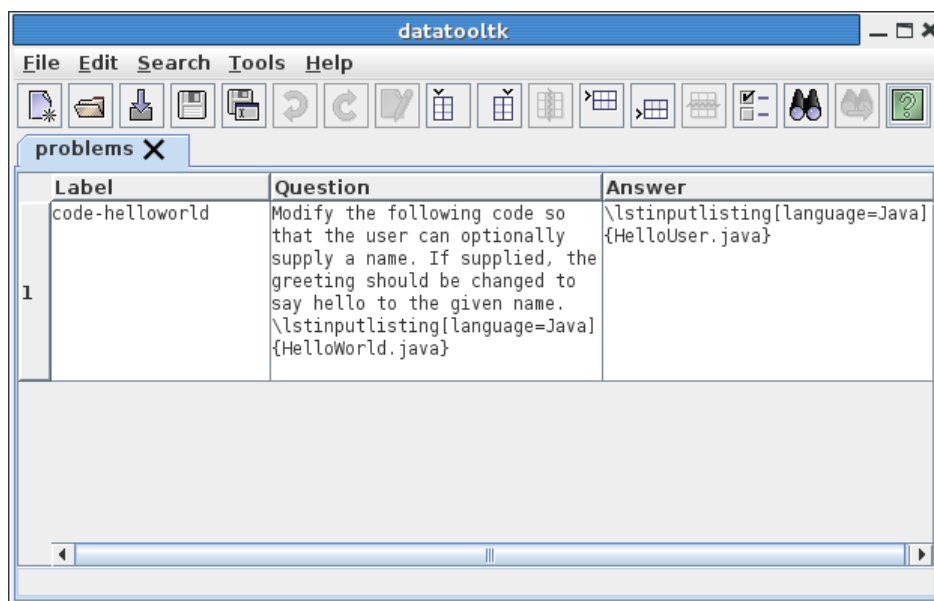 datatooltk
File Edit Search Tools Help
problems
Label Question Answer
1
code-helloworld
Modify the following code so
that the user can optionally
supply a name. If supplied, the
greeting should be changed to
say hello to the given name.
\lstinputlisting[language=Java]
{HelloWorld.java}
\lstinputlisting[language=Java]
{HelloUser.java}